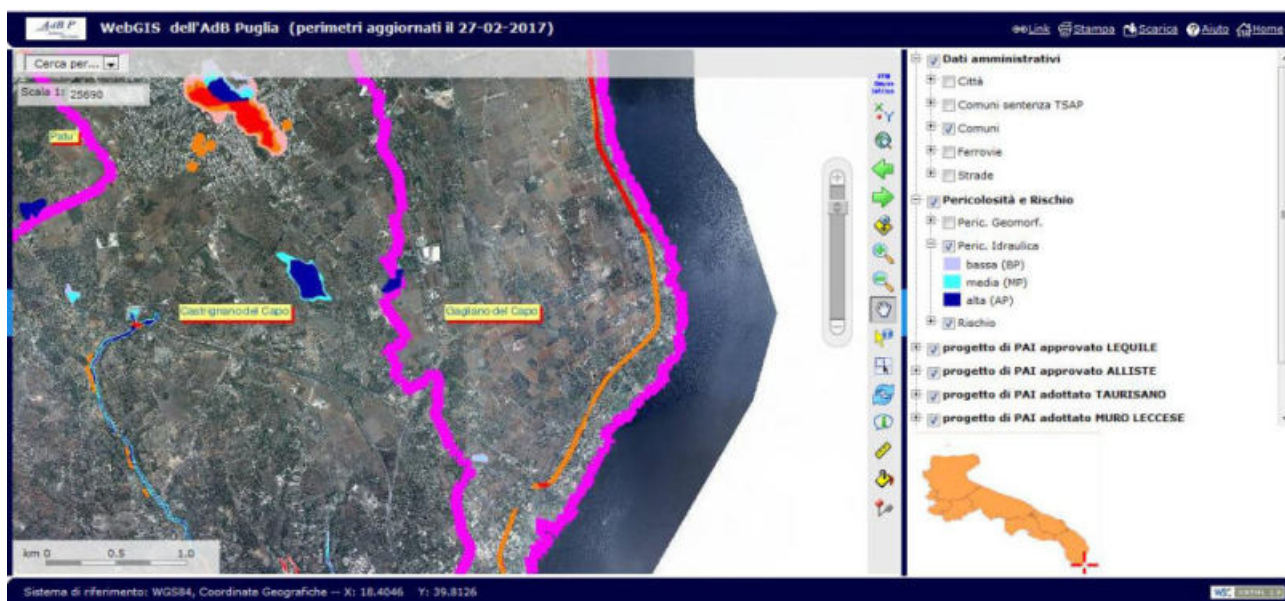 AdB P
WebGIS dell'AdB Puglia (perimetri aggiornati il 27-02-2017)
Link Stampa Scarica Aiuto Home
Cerca per...
Scala 1: 25690
Patu'
Castrignano del Capo
Gagliano del Capo
X
Y
km 0 0.5 1.0
Dati amministrativi
Città
Comuni sentenza TSAP
Comuni
Ferrovie
Strade
Pericolosità e Rischio
Peric. Geomorf.
Peric. Idraulica
bassa (BP)
media (MP)
alta (AP)
Rischio
progetto di PAI approvato LEQUILE
progetto di PAI approvato ALLISTE
progetto di PAI adottato TAURISANO
progetto di PAI adottato MURO LECCESE
Sistema di riferimento: WGS84, Coordinate Geografiche -- X: 18.4046 Y: 39.8126